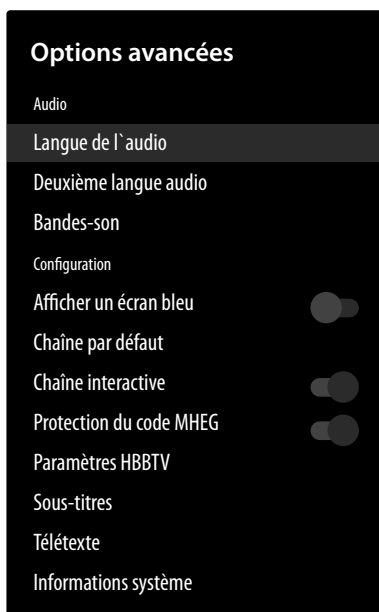 Options avancées
Audio
Langue de l`audio
Deuxième langue audio
Bandes-son
Configuration
Afficher un écran bleu
Chaîne par défaut
Chaîne interactive
Protection du code MHEG
Paramètres HBBTV
Sous-titres
Télétexte
Informations système